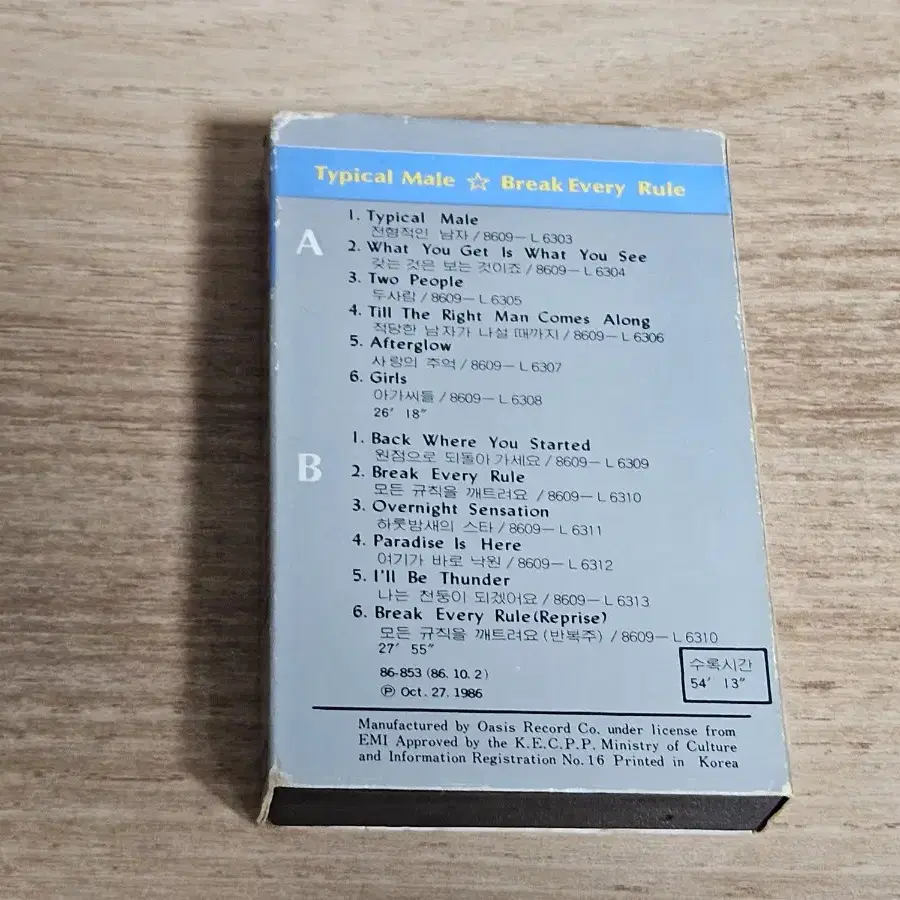 Typical Male ☆ Break Every Rule
A
1. Typical Male
전형적인 남자 / 8609-L 6303
2. What You Get Is What You See
갖는 것은 보는 것이죠 / 8609-L 6304
3. Two People
두사람 / 8609-L 6305
4. Till The Right Man Comes Along
적당한 남자가 나설 때까지 / 8609-L 6306
5. Afterglow
사랑의 추억 / 8609-L 6307
6. Girls
아가씨들 / 8609-L 6308
26′ 18″
B
1. Back Where You Started
원점으로 되돌아 가세요 / 8609-L 6309
2. Break Every Rule
모든 규칙을 깨트려요 / 8609-L 6310
3. Overnight Sensation
하룻밤새의 스타 / 8609-L 6311
4. Paradise Is Here
여기가 바로 낙원 / 8609-L 6312
5. I'll Be Thunder
나는 천둥이 되겠어요 / 8609-L 6313
6. Break Every Rule (Reprise)
모든 규칙을 깨트려요 (반복주) / 8609-L 6310
27′ 55″
수록시간
54′ 13″
86-853 (86. 10. 2)
Ⓟ Oct. 27. 1986
Manufactured by Oasis Record Co. under license from
EMI Approved by the K.E.C.P.P. Ministry of Culture
and Information Registration No. 16 Printed in Korea